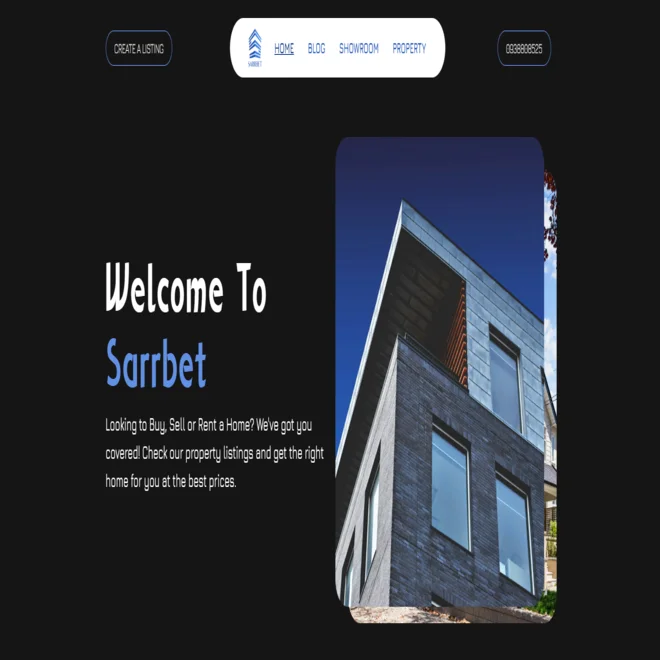 CREATE A LISTING
SARRBET
HOME
BLOG
SHOWROOM
PROPERTY
0938808525
Welcome To
Sarrbet
Looking to Buy, Sell or Rent a Home? We've got you
covered! Check our property listings and get the right
home for you at the best prices.